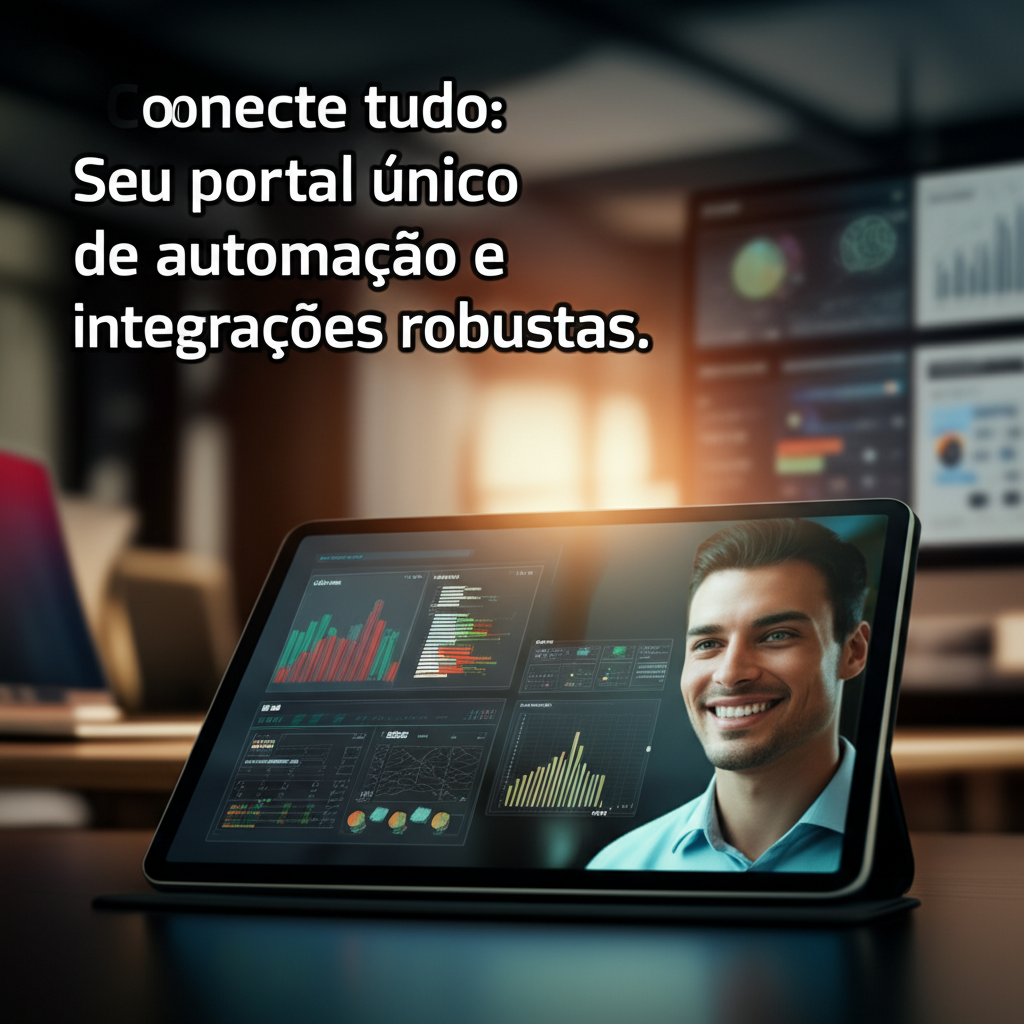 Coonecte tudo:
Seu portal único
de automação e
integrações robustas.